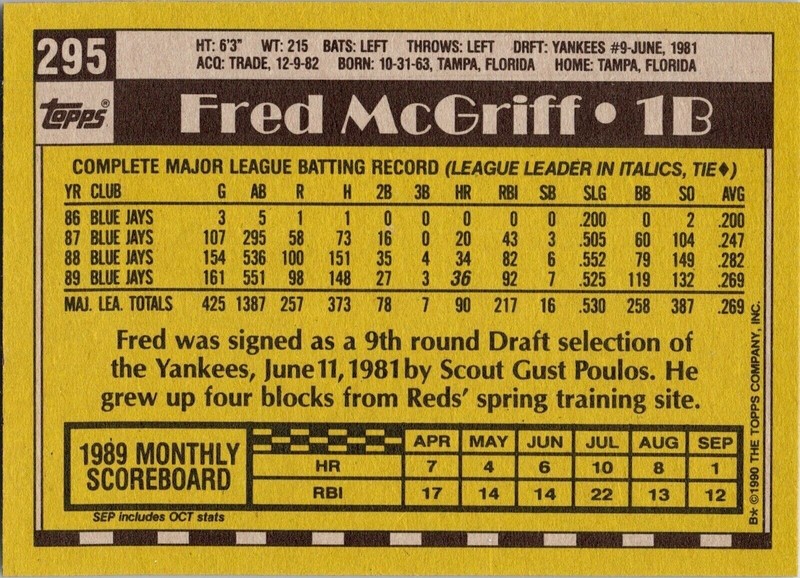 295
HT: 6'3" WT: 215 BATS: LEFT THROWS: LEFT DRFT: YANKEES #9-JUNE, 1981
ACQ: TRADE, 12-9-82 BORN: 10-31-63, TAMPA, FLORIDA HOME: TAMPA, FLORIDA
Topps®
Fred McGriff • 1B
COMPLETE MAJOR LEAGUE BATTING RECORD (LEAGUE LEADER IN ITALICS, TIE♦)
YR CLUB G AB R H 2B 3B HR RBI SB SLG BB SO AVG
86 BLUE JAYS 3 5 1 1 0 0 0 0 0 .200 0 2 .200
87 BLUE JAYS 107 295 58 73 16 0 20 43 3 .505 60 104 .247
88 BLUE JAYS 154 536 100 151 35 4 34 82 6 .552 79 149 .282
89 BLUE JAYS 161 551 98 148 27 3 36 92 7 .525 119 132 .269
MAJ. LEA. TOTALS 425 1387 257 373 78 7 90 217 16 .530 258 387 .269
Fred was signed as a 9th round Draft selection of
the Yankees, June 11, 1981 by Scout Gust Poulos. He
grew up four blocks from Reds' spring training site.
1989 MONTHLY
SCOREBOARD
APR MAY JUN JUL AUG SEP
HR 7 4 6 10 8 1
RBI 17 14 14 22 13 12
SEP includes OCT stats
B* ©1990 THE TOPPS COMPANY, INC.